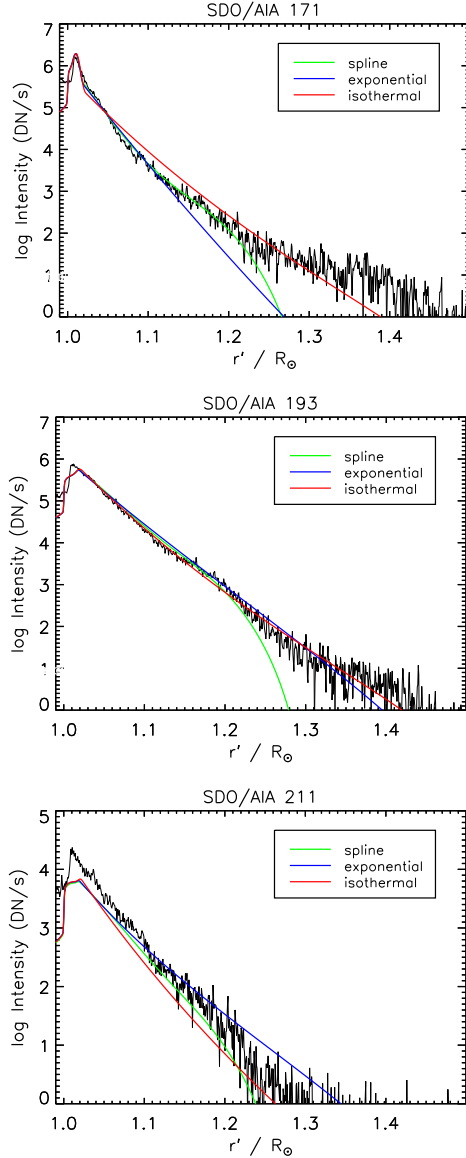 SDO/AIA 171
log Intensity (DN/s)
7
6
5
4
3
2
1
0
spline
exponential
isothermal
1.0 1.1 1.2 1.3 1.4
r' / R☉
SDO/AIA 193
log Intensity (DN/s)
7
6
5
4
3
2
1
0
spline
exponential
isothermal
1.0 1.1 1.2 1.3 1.4
r' / R☉
SDO/AIA 211
log Intensity (DN/s)
5
4
3
2
1
0
spline
exponential
isothermal
1.0 1.1 1.2 1.3 1.4
r' / R☉